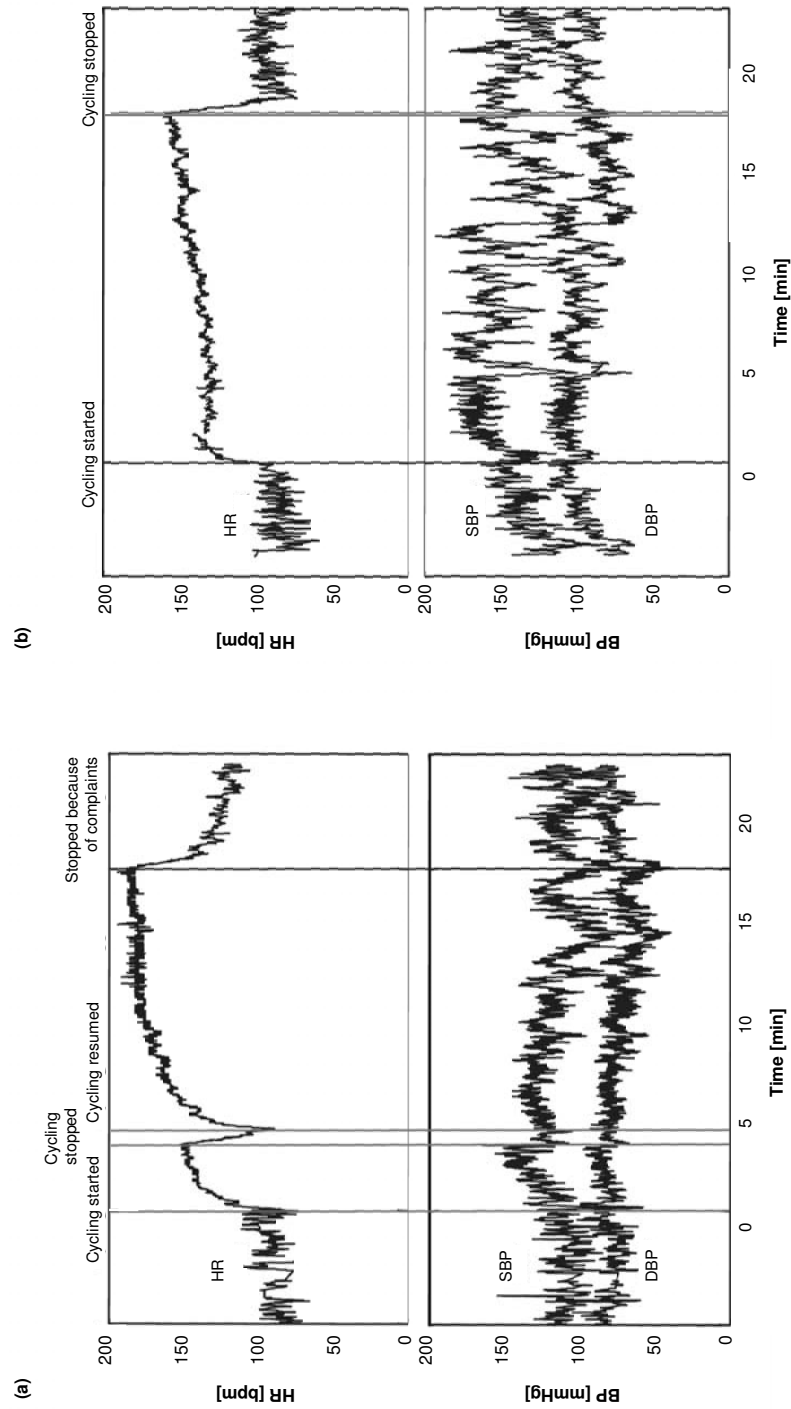 (a)
Cycling started
Cycling
stopped
Cycling resumed
Stopped because
of complaints
200
150
100
50
0
HR [bpm]
HR
200
150
100
50
0
BP [mmHg]
SBP
DBP
0
5
10
15
20
Time [min]
(b)
Cycling started
Cycling stopped
200
150
100
50
0
HR [bpm]
HR
200
150
100
50
0
BP [mmHg]
SBP
DBP
0
5
10
15
20
Time [min]